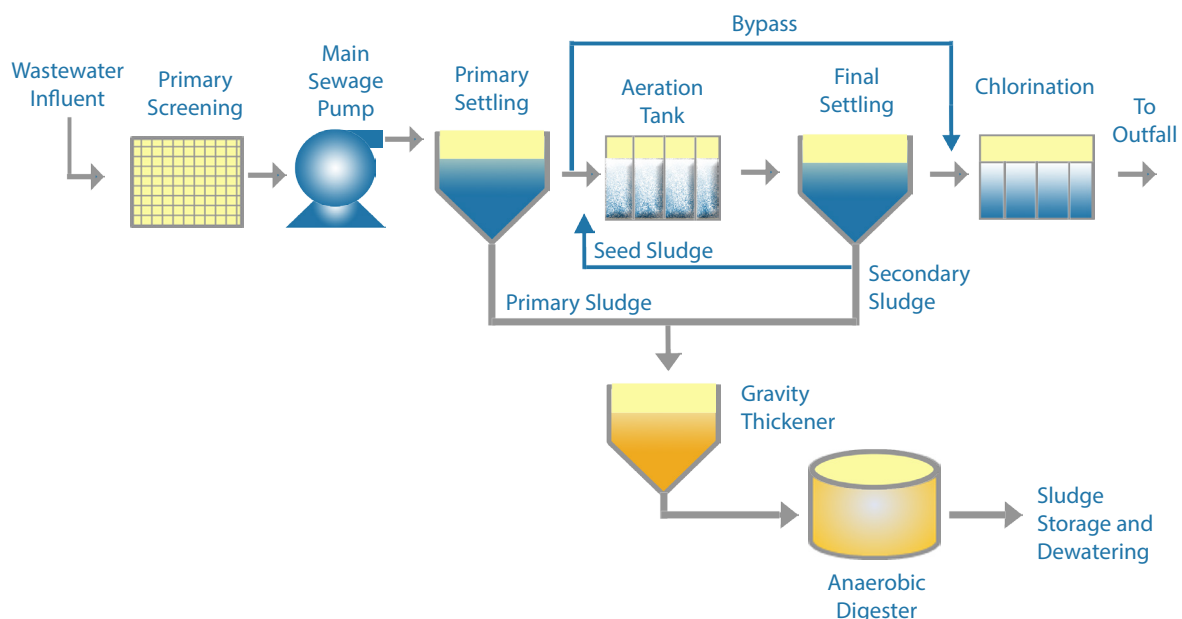 Wastewater
Influent
Primary
Screening
Main
Sewage
Pump
Primary
Settling
Bypass
Aeration
Tank
Final
Settling
Chlorination
To
Outfall
Seed Sludge
Primary Sludge
Secondary
Sludge
Gravity
Thickener
Anaerobic
Digester
Sludge
Storage and
Dewatering